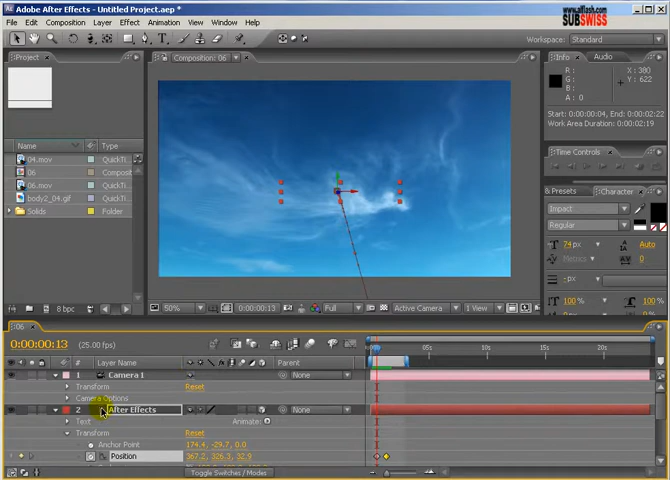 Adobe After Effects - Untitled Project.aep *
www.alflash.com
SUBSWISS
File Edit Composition Layer Effect Animation View Window Help
Workspace: Standard
Project
Composition: 06
Info
Audio
R:
G:
B:
A: 0
X: 380
Y: 622
Start: 0:00:00:04, End: 0:00:02:22
Work Area Duration: 0:00:02:19
Time Controls
Name
Type
04.mov
QuickTi
06
Composit
06.mov
QuickTi
body2_04.gif
QuickTi
Solids
Folder
& Presets
Character
Impact
Regular
74 px
Auto
Metrics
0
- px
100 %
100 %
8 bpc
50%
0:00:00:13
Full
Active Camera
1 View
06
0:00:00:13
(25.00 fps)
#
Layer Name
Parent
05s
10s
15s
20s
1
Camera 1
None
Transform
Reset
Camera Options
2
After Effects
None
Text
Animate:
Transform
Reset
Anchor Point
174.4, -29.7, 0.0
Position
367.2, 326.3, 32.9
Toggle Switches / Modes